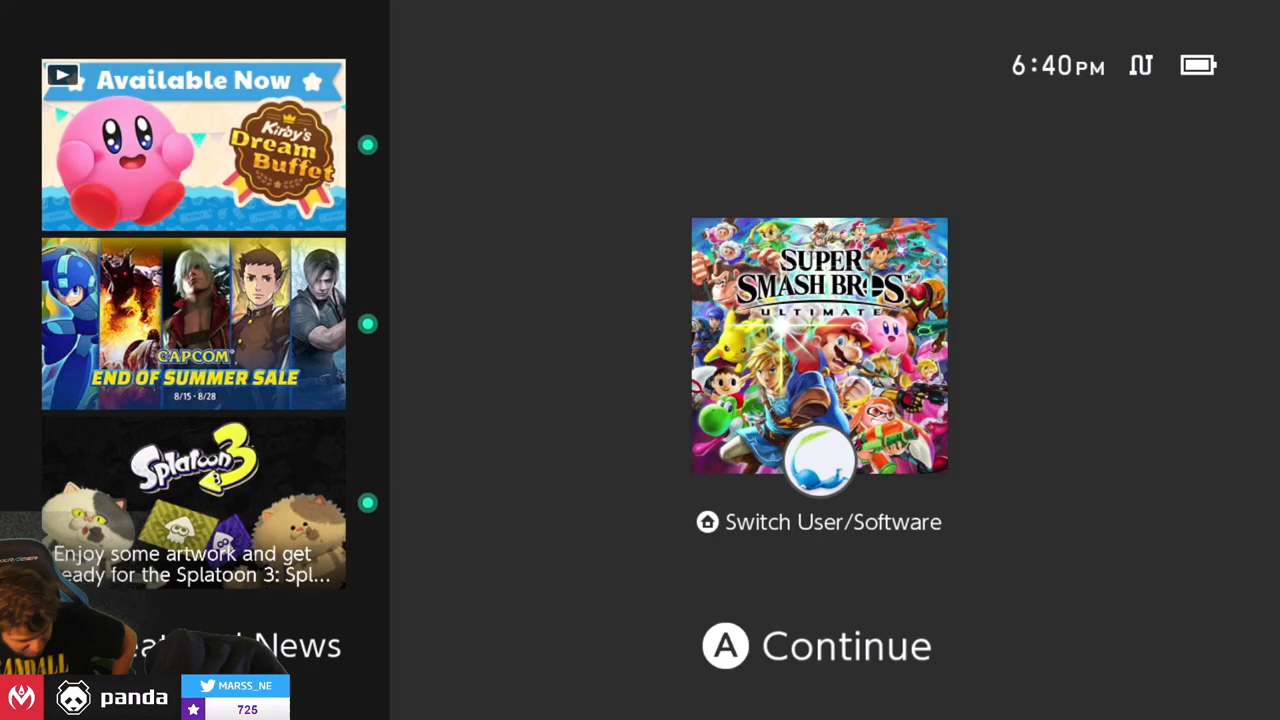 Available Now
Kirby's
Dream
Buffet
CAPCOM
END OF SUMMER SALE
8/15 - 8/28
Splatoon 3
Enjoy some artwork and get
eady for the Splatoon 3: Spl...
News
6:40 PM
SUPER
SMASH BROS.
ULTIMATE
Switch User/Software
A Continue
panda
MARSS_NE
725